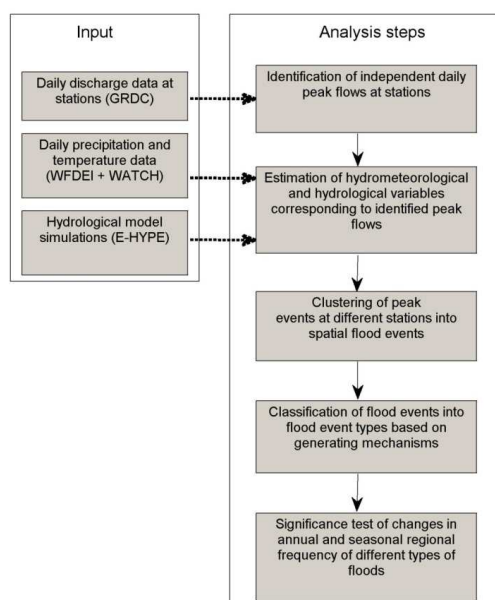 Input
Daily discharge data at
stations (GRDC)
Daily precipitation and
temperature data
(WFDEI + WATCH)
Hydrological model
simulations (E-HYPE)
Analysis steps
Identification of independent daily
peak flows at stations
Estimation of hydrometeorological
and hydrological variables
corresponding to identified peak
flows
Clustering of peak
events at different stations into
spatial flood events
Classification of flood events into
flood event types based on
generating mechanisms
Significance test of changes in
annual and seasonal regional
frequency of different types of
floods